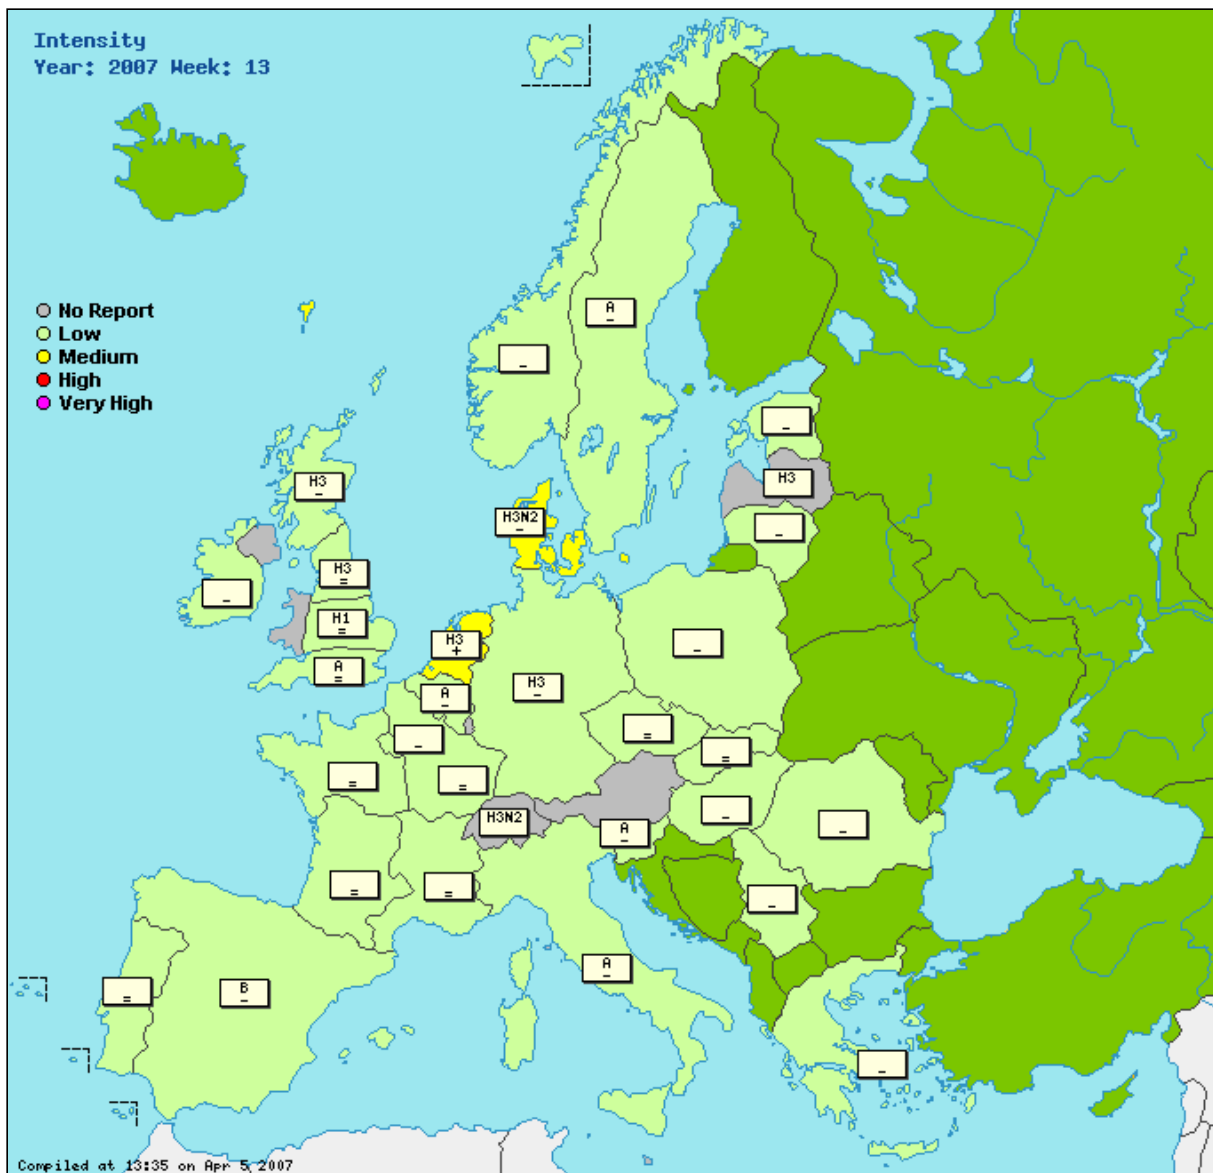 Intensity
Year: 2007 Week: 13
No Report
Low
Medium
High
Very High
A
–
–
–
H3
H3
–
H3N2
–
–
H3
=
–
H1
=
H3
+
–
A
=
H3
–
A
–
=
–
=
=
=
–
H3N2
A
–
–
=
=
–
A
–
=
B
–
–
Compiled at 13:35 on Apr 5 2007